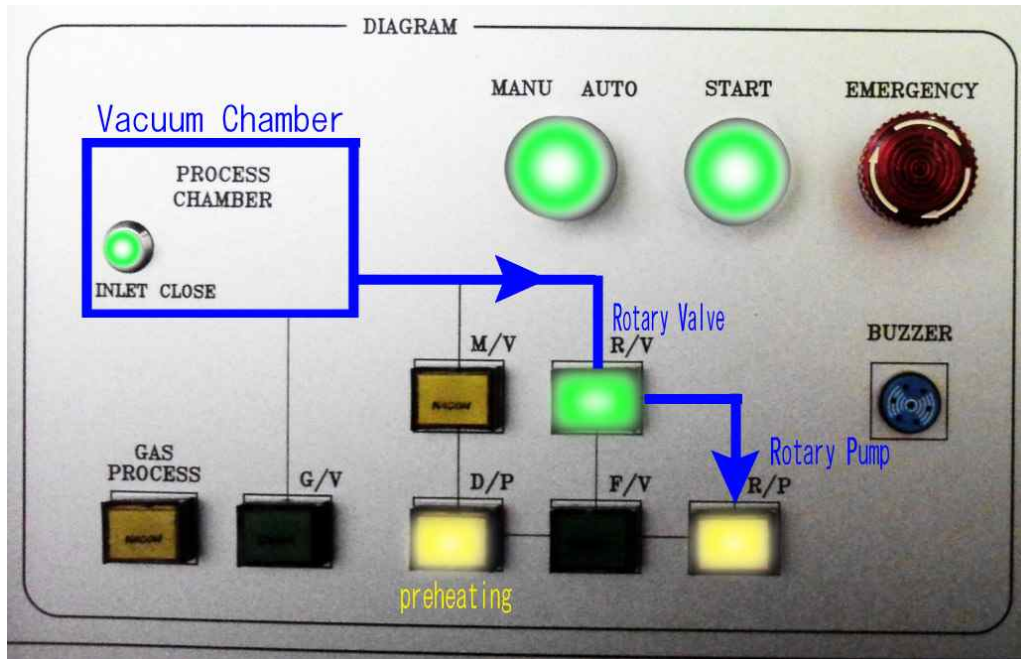 DIAGRAM
MANU AUTO
START
EMERGENCY
Vacuum Chamber
PROCESS
CHAMBER
INLET CLOSE
Rotary Valve
M/V
R/V
BUZZER
GAS
PROCESS
G/V
D/P
F/V
Rotary Pump
R/P
preheating